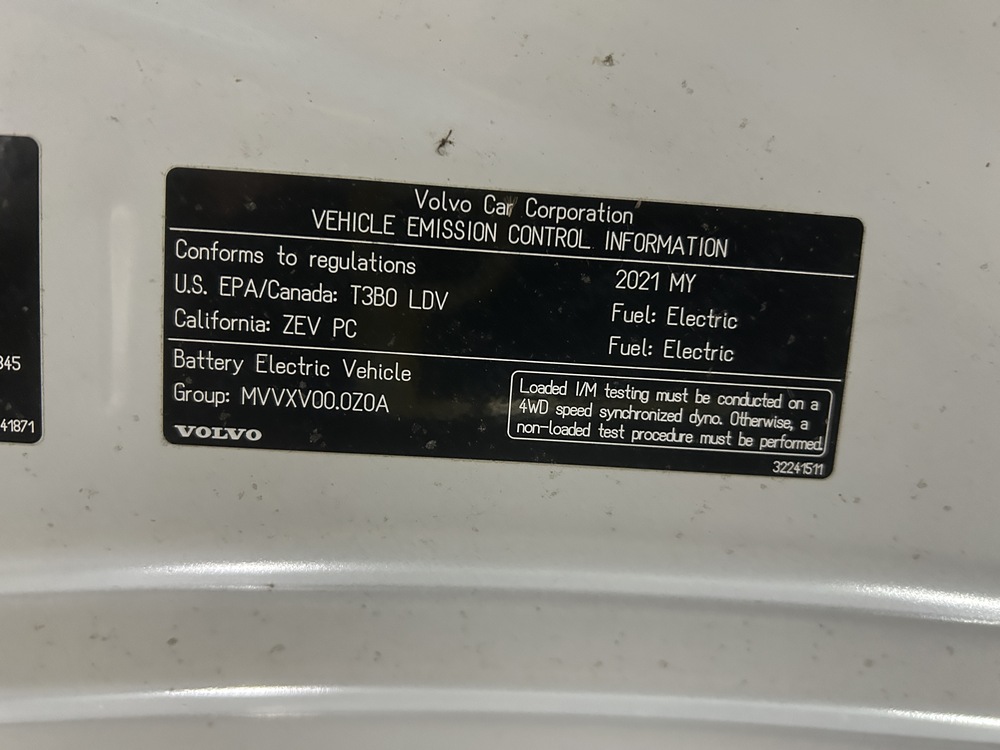 Volvo Car Corporation
VEHICLE EMISSION CONTROL INFORMATION
Conforms to regulations
2021 MY
U.S. EPA/Canada: T3B0 LDV
Fuel: Electric
California: ZEV PC
Fuel: Electric
Battery Electric Vehicle
Group: MVVXV00.0Z0A
VOLVO
Loaded I/M testing must be conducted on a
4WD speed synchronized dyno. Otherwise, a
non-loaded test procedure must be performed.
32241511
345
41871